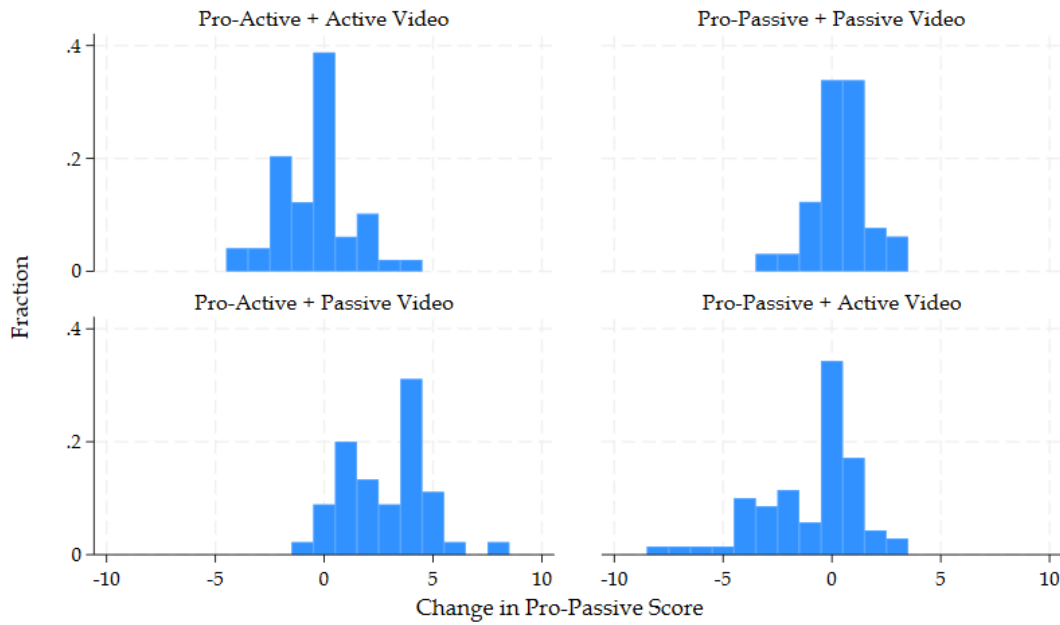 Pro-Active + Active Video
Pro-Passive + Passive Video
.4
.2
0
Pro-Active + Passive Video
Pro-Passive + Active Video
.4
.2
0
-10 -5 0 5 10
-10 -5 0 5 10
Fraction
Change in Pro-Passive Score